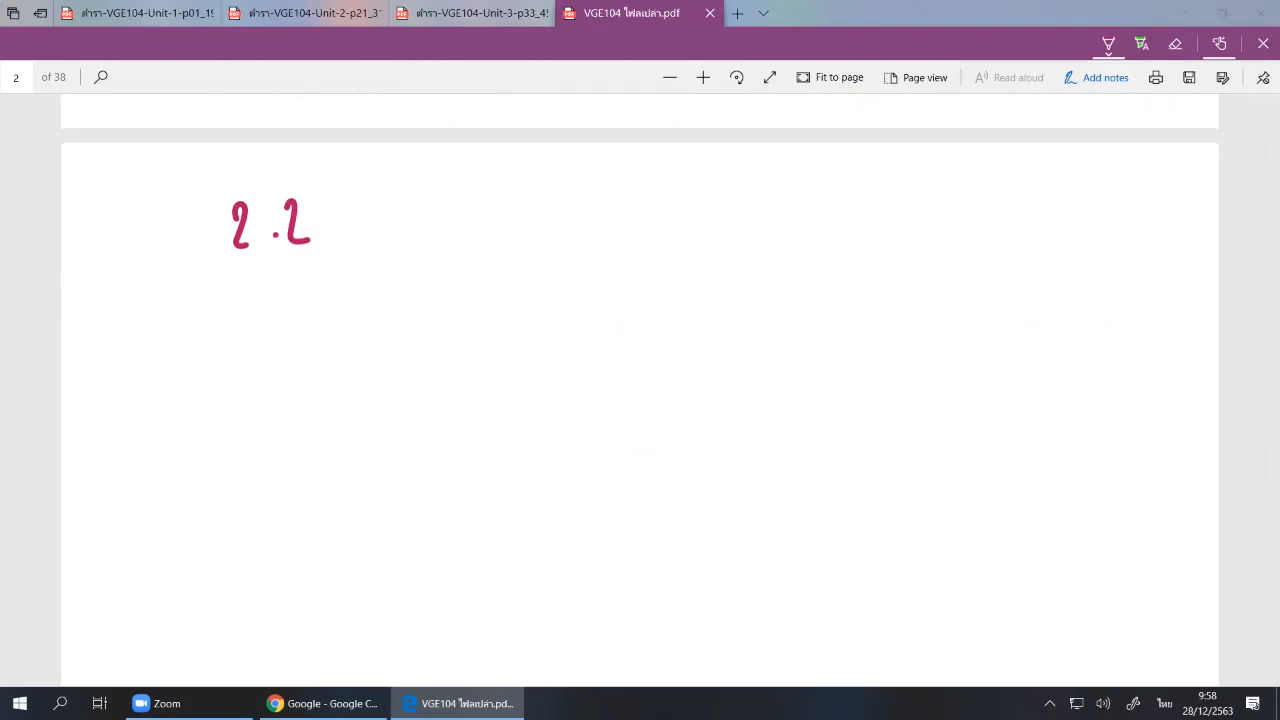 ตำรา-VGE104-Unit-1-p01_1
ตำรา-VGE104-Unit-2-p21_3
ตำรา-VGE104-Unit-3-p33_4
VGE104 ไฟลเปล่า.pdf
2 of 38 Fit to page Page view Read aloud Add notes
2.2
Zoom Google - Google C... VGE104 ไฟลเปล่า.pd... ไทย 9:58
28/12/2563